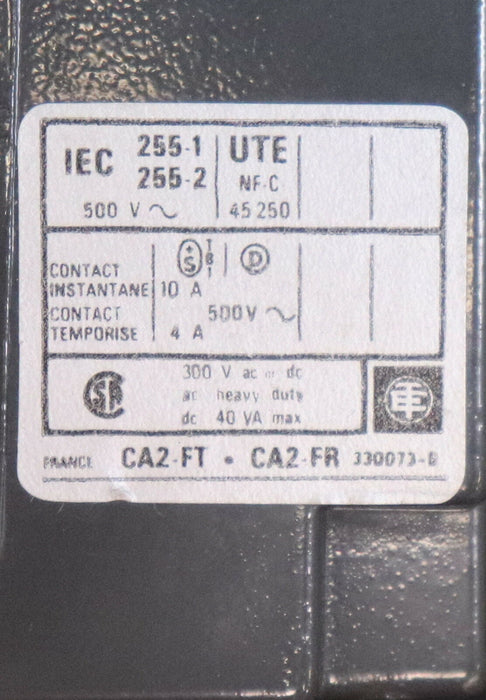 IEC 255-1 UTE
255-2 NF-C
500 V ~ 45 250
+ S T B T D
CONTACT
INSTANTANE 10 A
CONTACT 500V ~
TEMPORISE 4 A
300 V ac or dc
ac heavy duty
dc 40 VA max
FRANCE CA2-FT • CA2-FR 330073-B